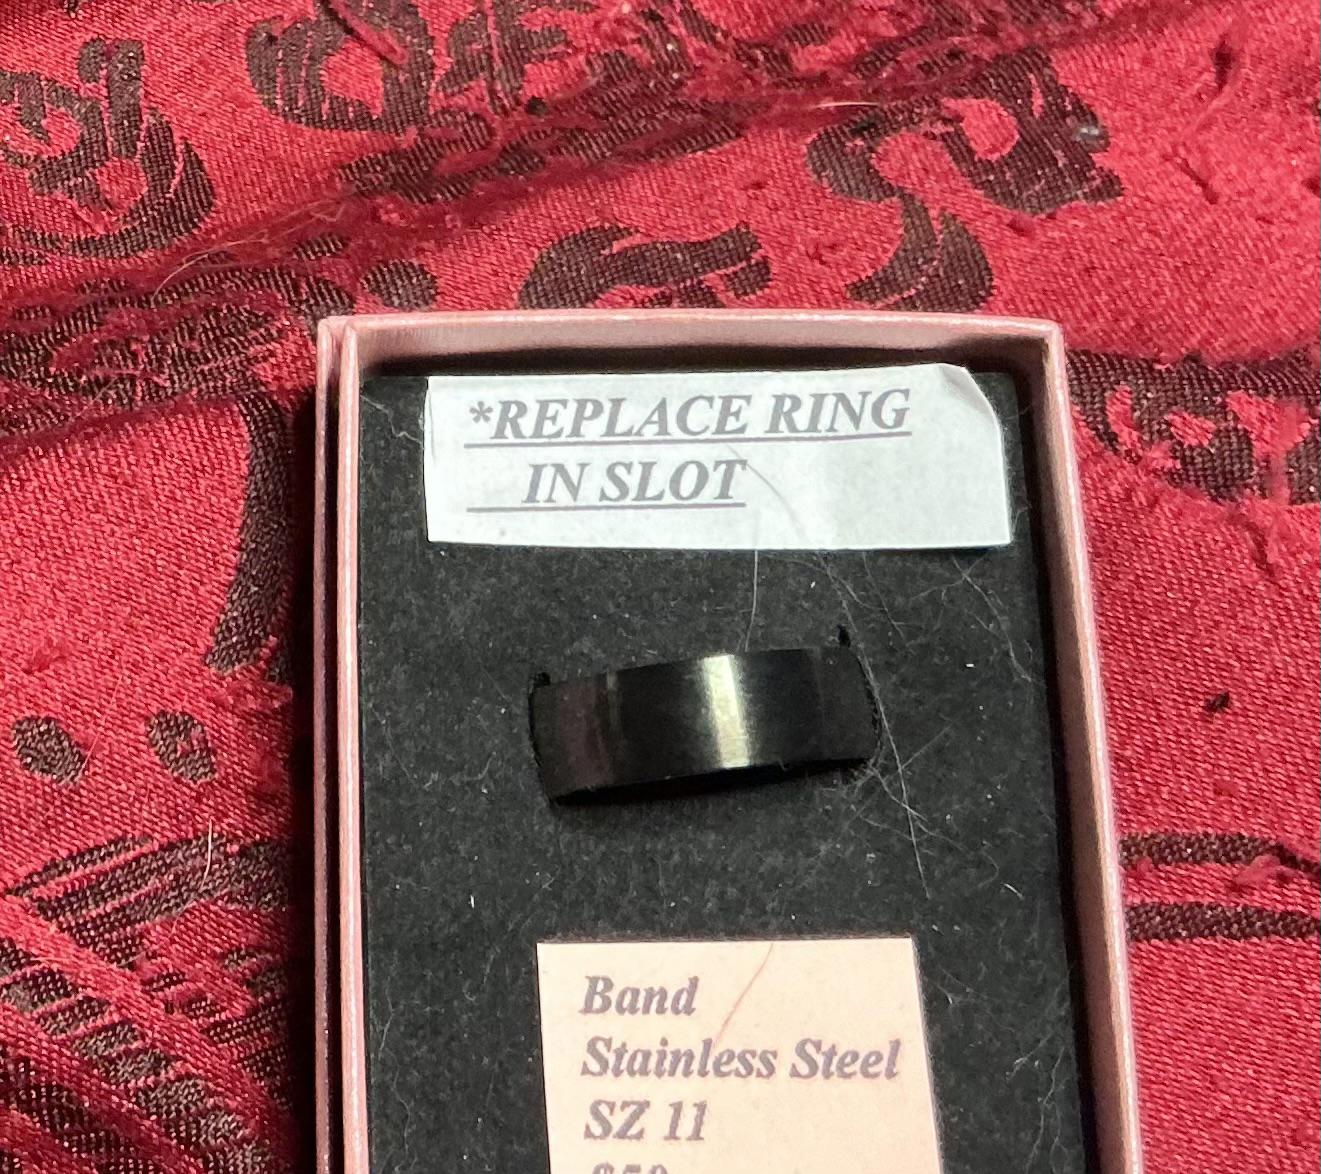 *REPLACE RING
IN SLOT
Band
Stainless Steel
SZ 11